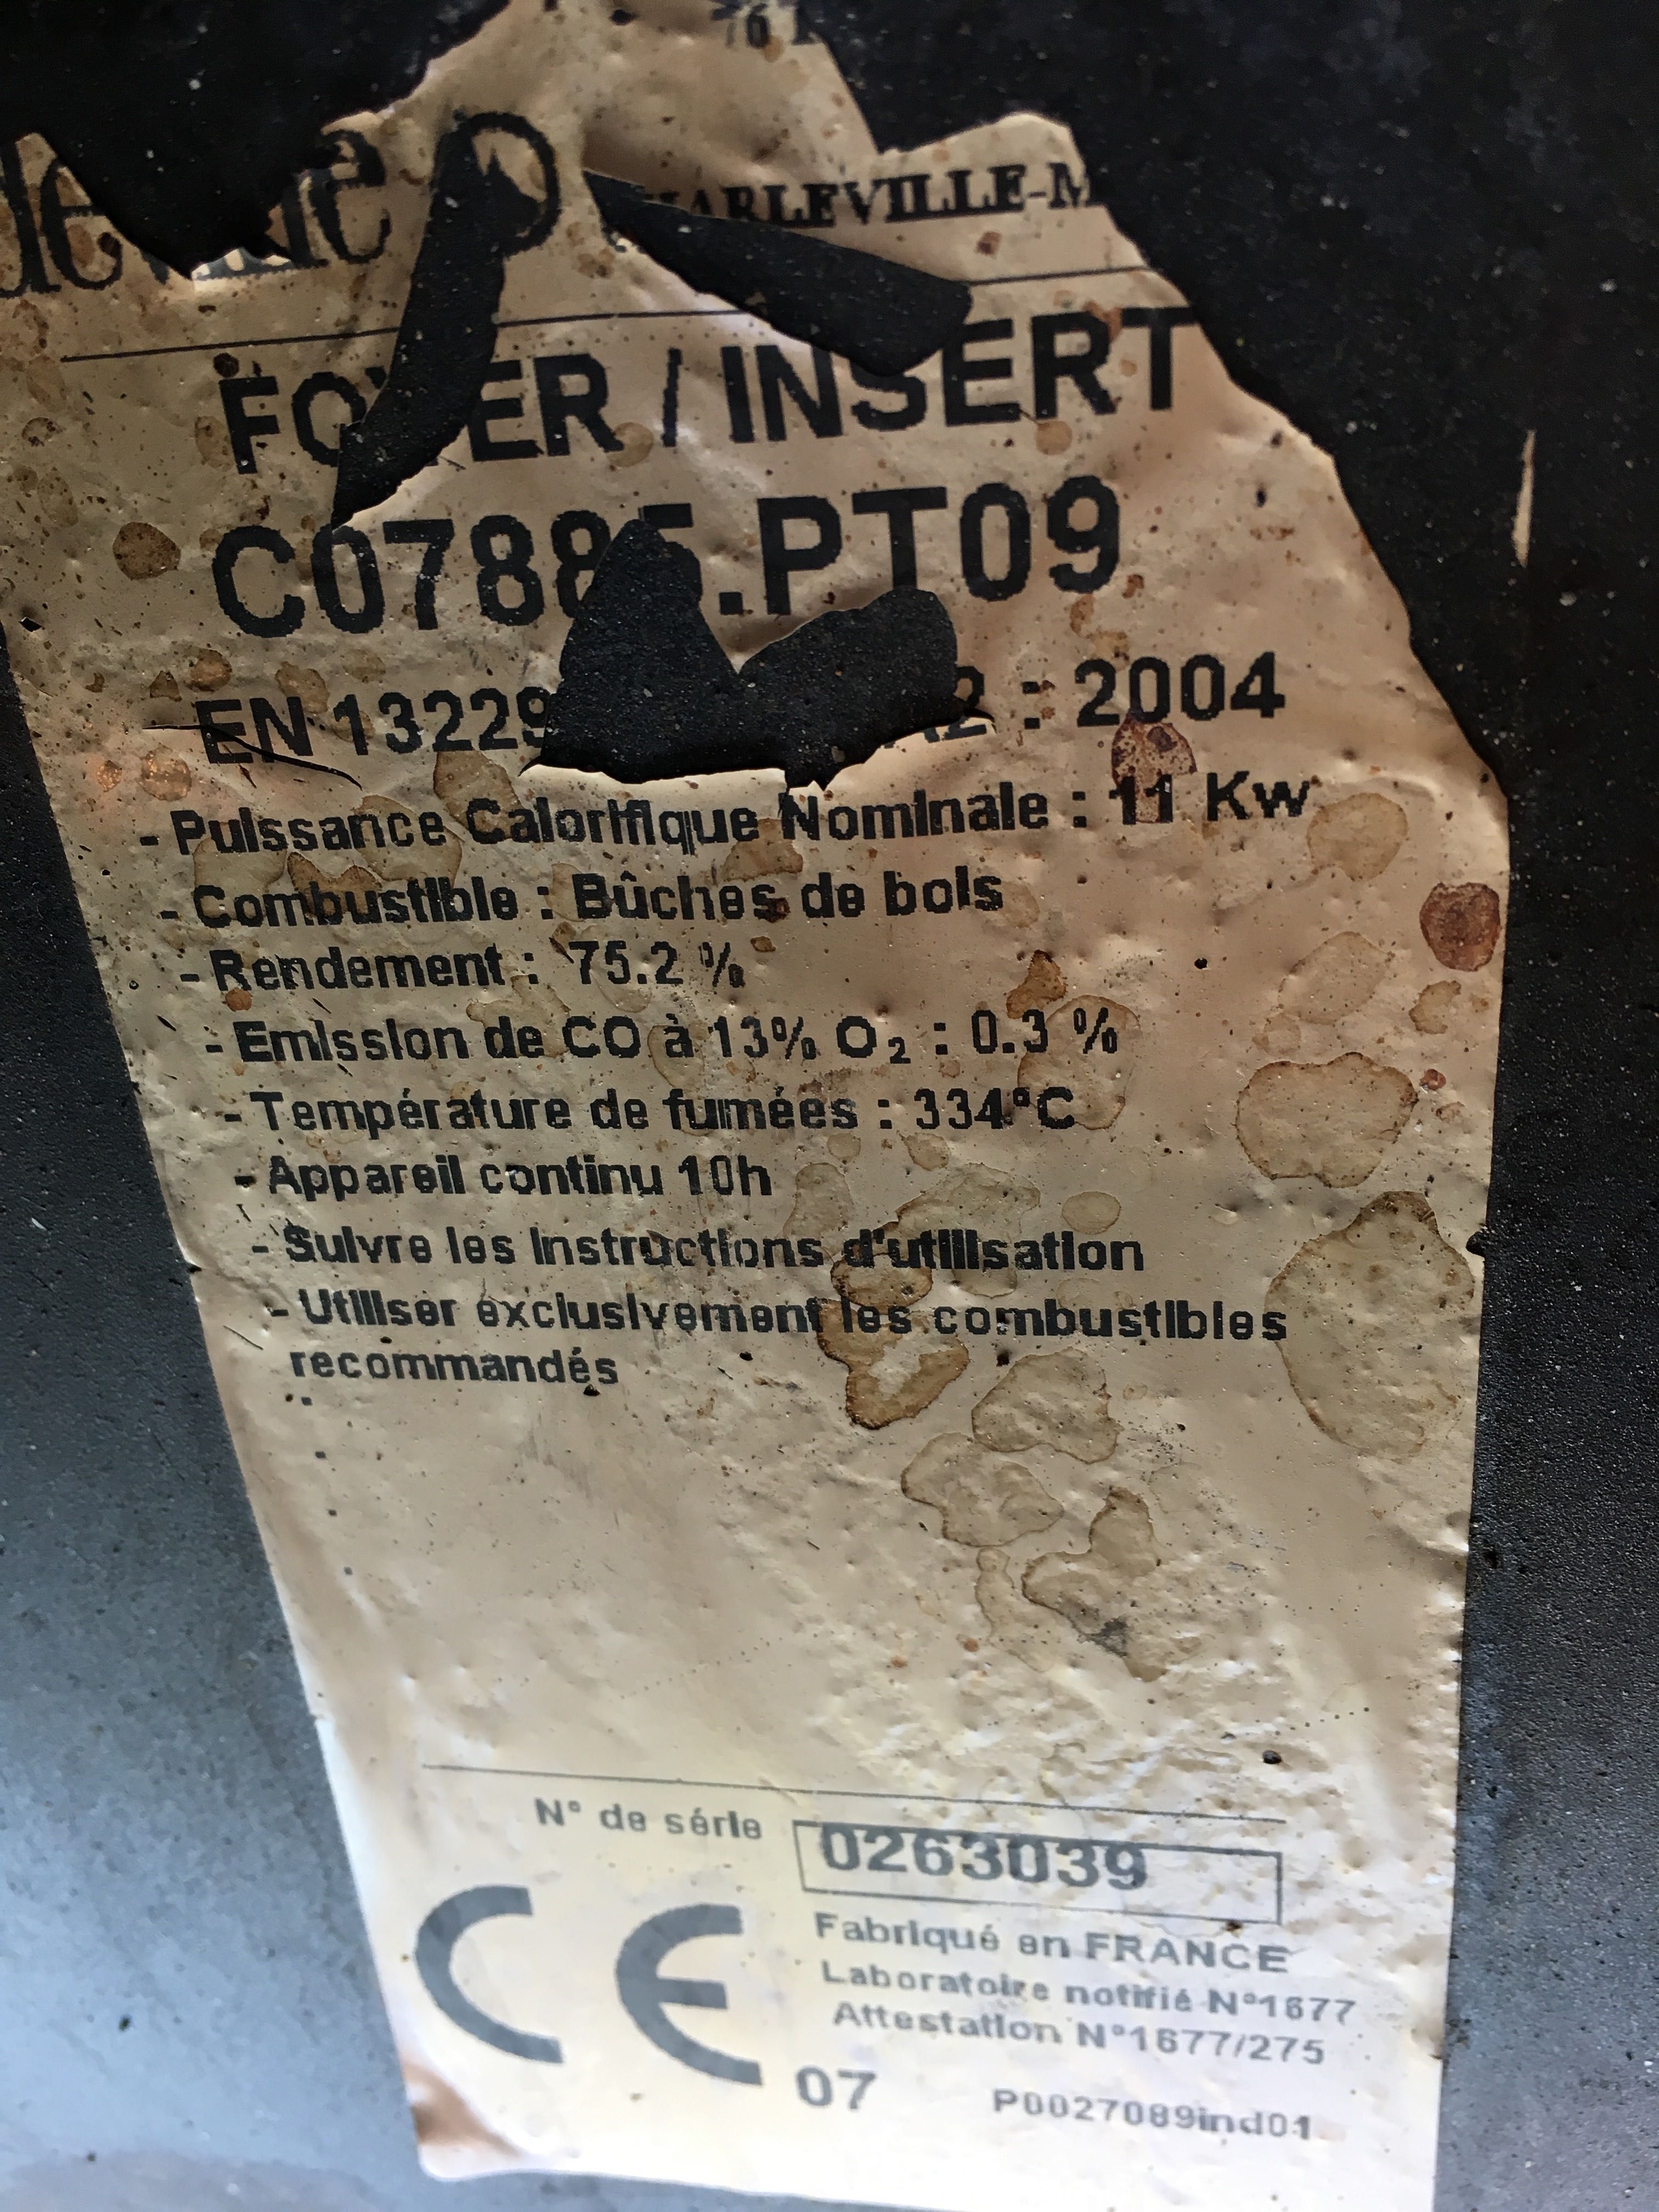 deville
CHARLEVILLE-M
FOYER / INSERT
C07885.PT09
EN 13229 A2 : 2004
- Puissance Calorifique Nominale : 11 Kw
- Combustible : Bûches de bois
- Rendement : 75.2 %
- Emission de CO à 13% O₂ : 0.3 %
- Température de fumées : 334°C
- Appareil continu 10h
- Suivre les instructions d'utilisation
- Utiliser exclusivement les combustibles
recommandés
N° de série 0263039
Fabriqué en FRANCE
Laboratoire notifié N°1677
Attestation N°1677/275
CE 07 P0027089ind01